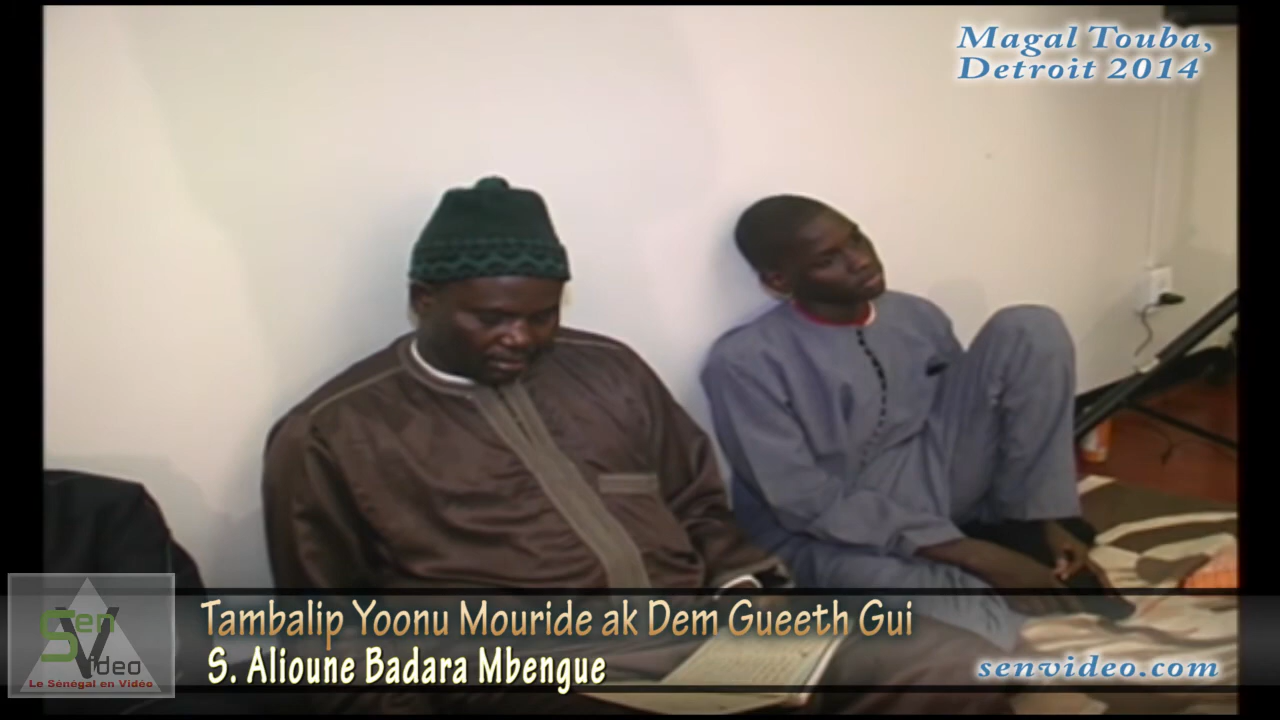 Magal Touba,
Detroit 2014
Tambalip Yoonu Mouride ak Dem Gueeth Gui
S. Alioune Badara Mbengue
Sen
Video
Le Sénégal en Vidéo
senvideo.com